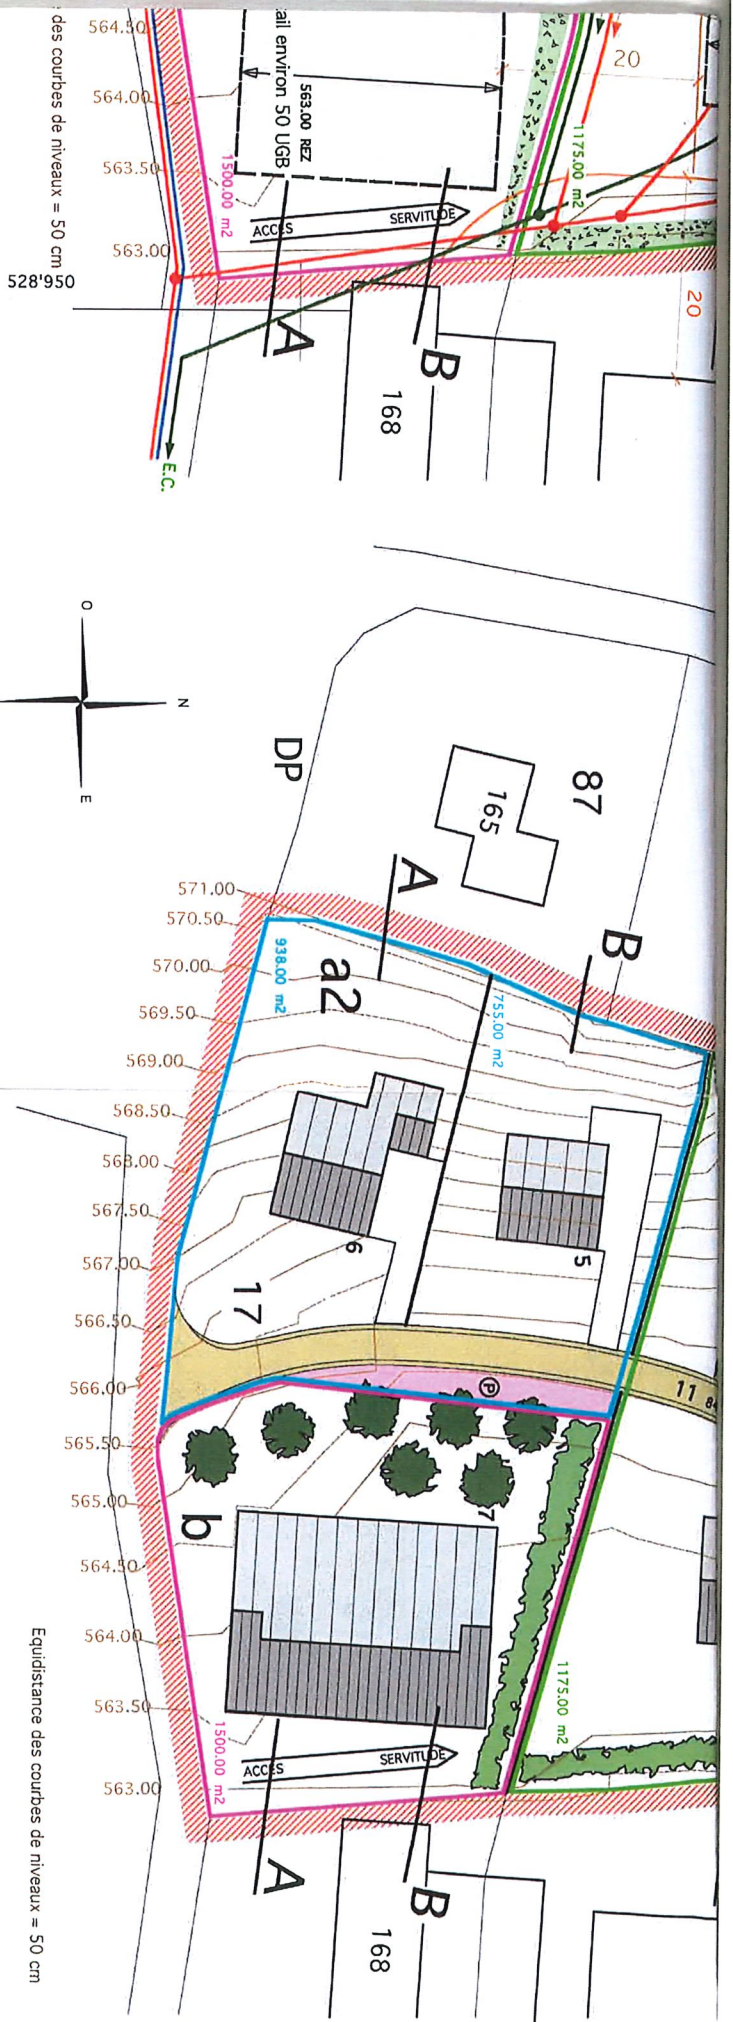 564.50
564.00
563.50
563.00
des courbes de niveaux = 50 cm
528'950
ail environ 50 UGB
563.00 REZ
1500.00 m2
ACCES
SERVITUDE
1175.00 m2
20
20
A
B
168
E.C.
O
N
E
DP
87
165
A
B
571.00
570.50
570.00
569.50
569.00
568.50
568.00
567.50
567.00
566.50
566.00
565.50
565.00
564.50
564.00
563.50
563.00
938.00 m2
a2
755.00 m2
6
5
17
P
11
7
b
1175.00 m2
1500.00 m2
ACCES
SERVITUDE
A
B
168
Equidistance des courbes de niveaux = 50 cm